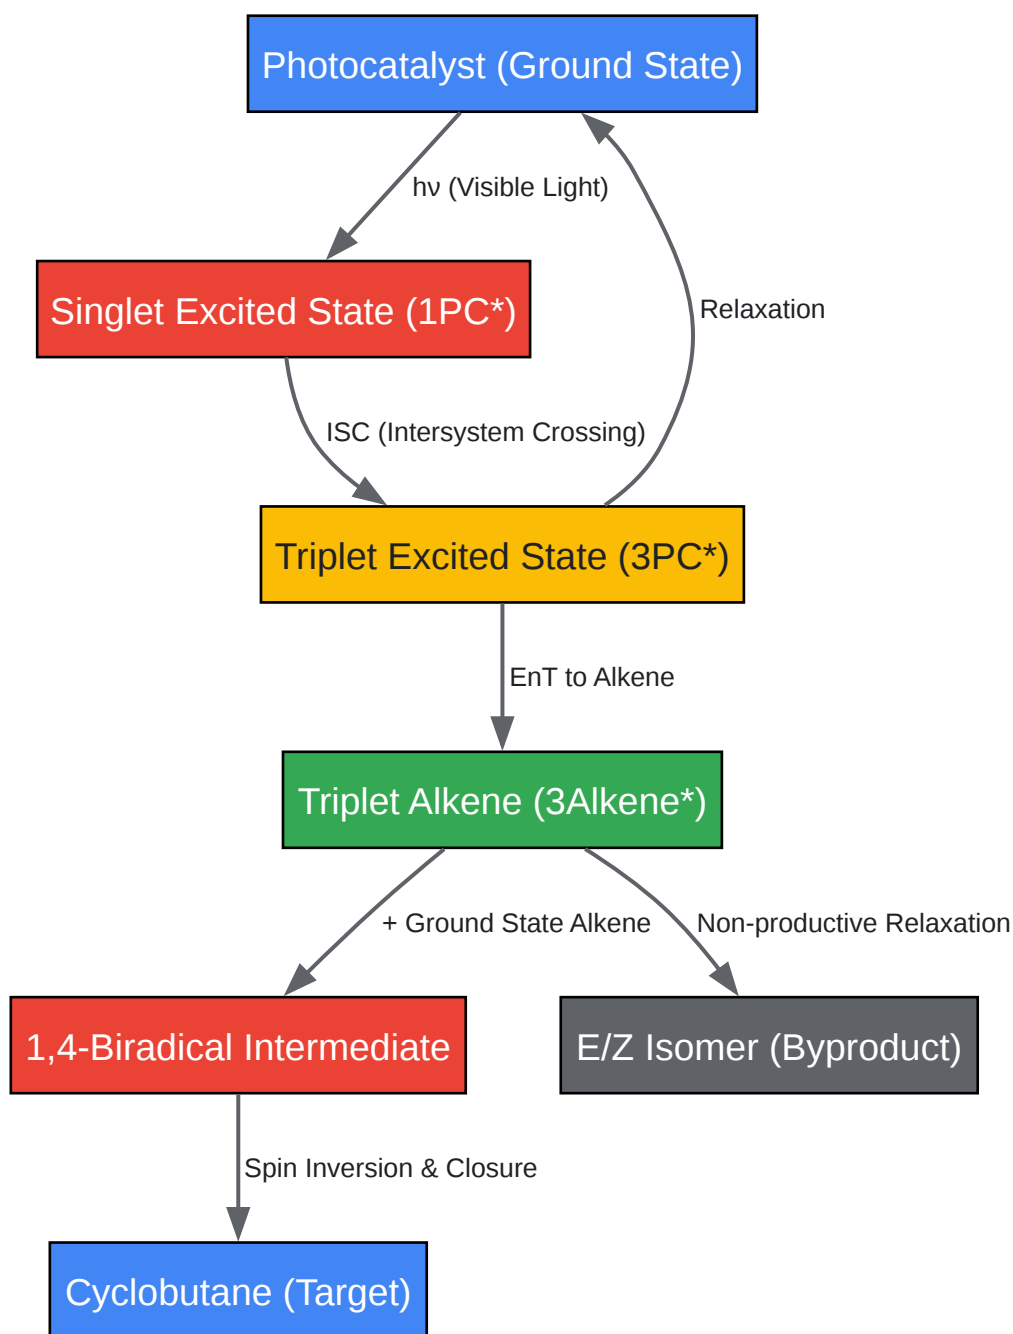 Photocatalyst (Ground State)
hν (Visible Light)
Singlet Excited State (1PC*)
Relaxation
ISC (Intersystem Crossing)
Triplet Excited State (3PC*)
EnT to Alkene
Triplet Alkene (3Alkene*)
+ Ground State Alkene
Non-productive Relaxation
1,4-Biradical Intermediate
E/Z Isomer (Byproduct)
Spin Inversion & Closure
Cyclobutane (Target)